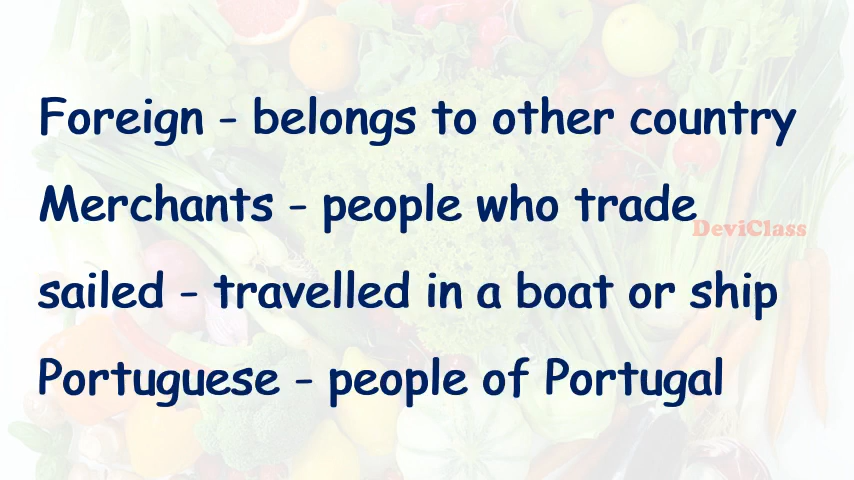 Foreign - belongs to other country
Merchants - people who trade
DeviClass
sailed - travelled in a boat or ship
Portuguese - people of Portugal